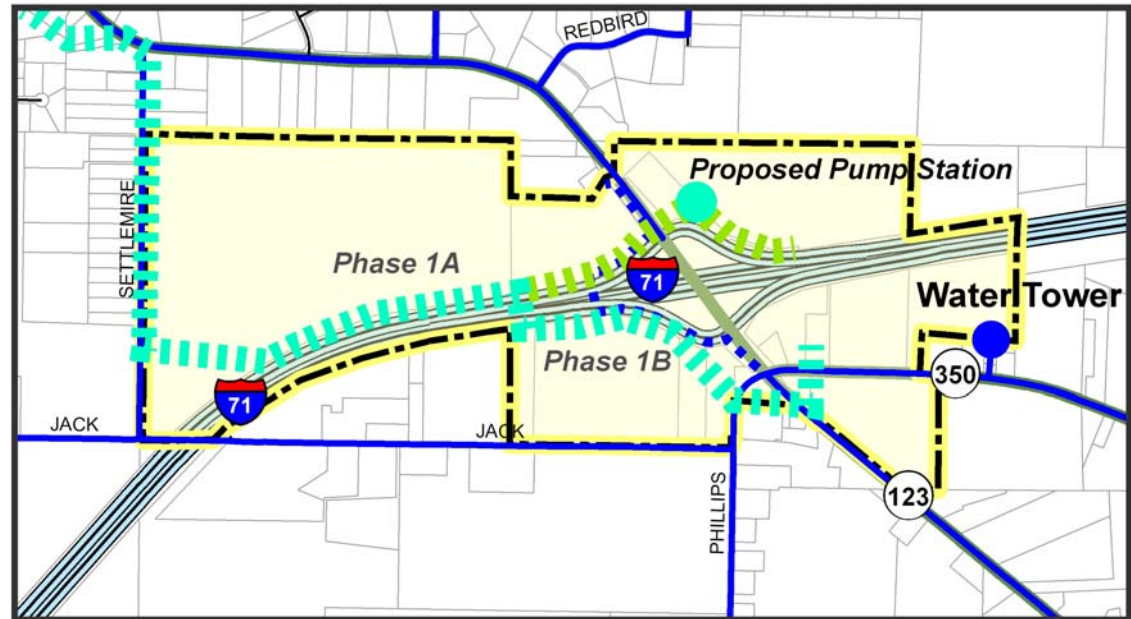 REDBIRD
Proposed Pump Station
SETTLEMIRE
Phase 1A
71
Water Tower
Phase 1B
350
71
JACK
JACK
123
PHILLIPS